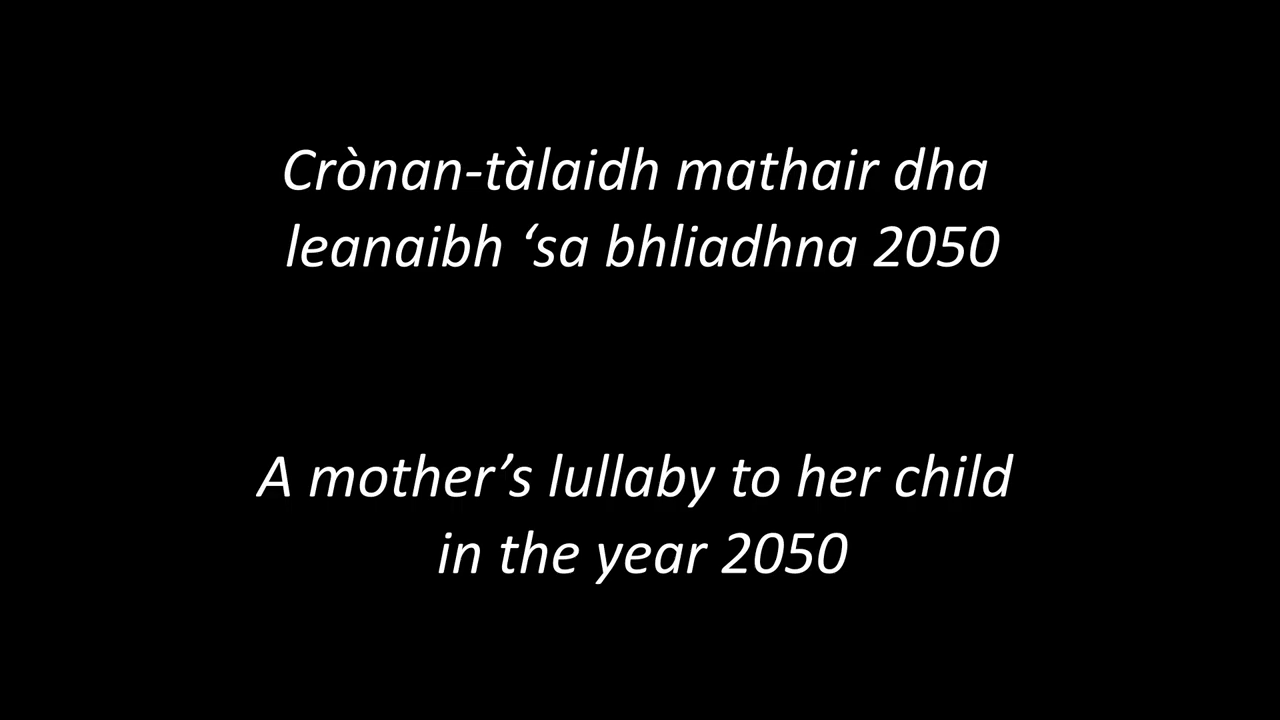 Crònan-tàlaidh mathair dha
leanaibh ‘sa bhliadhna 2050
A mother’s lullaby to her child
in the year 2050